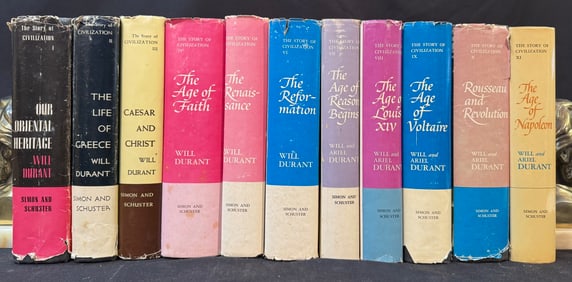 The Story of
CIVILIZATION
I
OUR
ORIENTAL
HERITAGE
WILL
DURANT
SIMON AND
SCHUSTER
The Story of
CIVILIZATION
II
THE
LIFE
OF
GREECE
WILL
DURANT
SIMON AND
SCHUSTER
The Story of
CIVILIZATION
III
CAESAR
AND
CHRIST
WILL
DURANT
SIMON AND
SCHUSTER
THE STORY OF
CIVILIZATION
IV
The
Age of
Faith
WILL
DURANT
SIMON AND
SCHUSTER
THE STORY OF
CIVILIZATION
The
Renais-
sance
WILL
DURANT
SIMON AND
SCHUSTER
THE STORY OF
CIVILIZATION
VI
The
Refor-
mation
WILL
DURANT
SIMON AND
SCHUSTER
THE STORY OF
CIVILIZATION
The
Age of
Reason
Begins
WILL and
ARIEL
DURANT
SIMON AND
SCHUSTER
THE STORY OF
CIVILIZATION
VIII
The
Age of
Louis
XIV
WILL and
ARIEL
DURANT
SIMON AND
SCHUSTER
THE STORY OF
CIVILIZATION
IX
The
Age of
Voltaire
WILL and
ARIEL
DURANT
SIMON AND
SCHUSTER
THE STORY OF
CIVILIZATION
X
Rousseau
and
Revolution
WILL and
ARIEL
DURANT
SIMON AND
SCHUSTER
THE STORY OF
CIVILIZATION
XI
The
Age of
Napoleon
WILL and
ARIEL
DURANT
SIMON AND
SCHUSTER